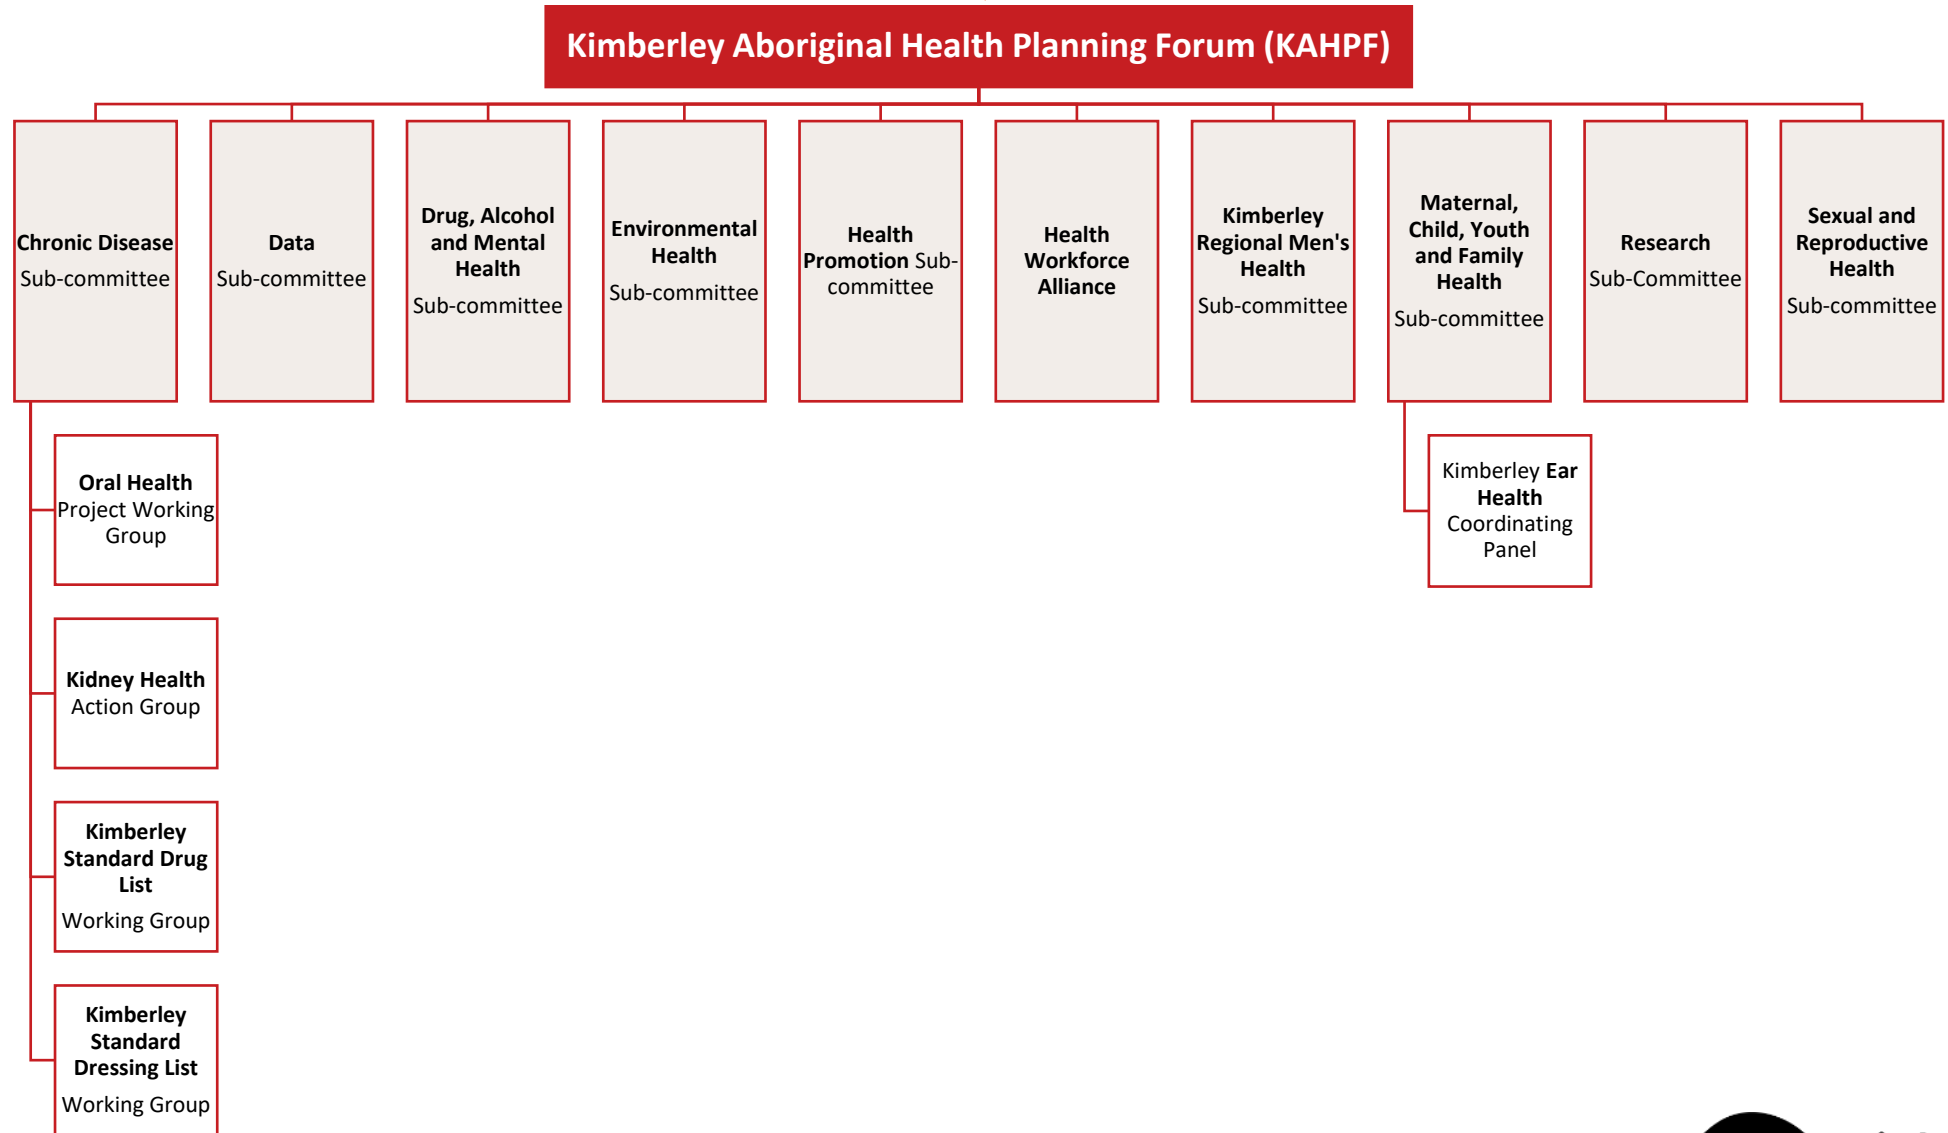 Kimberley Aboriginal Health Planning Forum (KAHPF)
Chronic Disease
Sub-committee
Data
Sub-committee
Drug, Alcohol
and Mental
Health
Sub-committee
Environmental
Health
Sub-committee
Health
Promotion Sub-
committee
Health
Workforce
Alliance
Kimberley
Regional Men's
Health
Sub-committee
Maternal,
Child, Youth
and Family
Health
Sub-committee
Research
Sub-Committee
Sexual and
Reproductive
Health
Sub-committee
Oral Health
Project Working
Group
Kidney Health
Action Group
Kimberley
Standard Drug
List
Working Group
Kimberley
Standard
Dressing List
Working Group
Kimberley Ear
Health
Coordinating
Panel